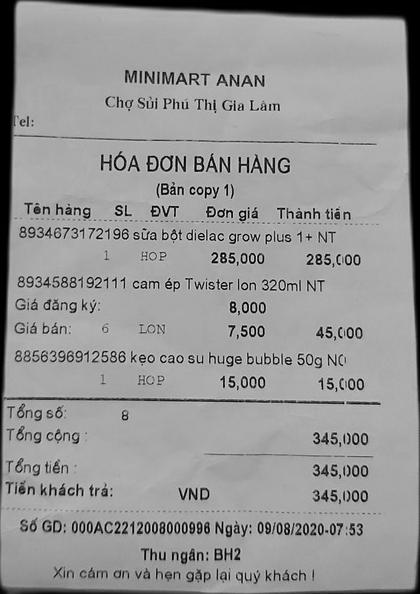 MINIMART ANAN
Chợ Sủi Phú Thị Gia Lâm
Tel:
HÓA ĐƠN BÁN HÀNG
(Bản copy 1)
Tên hàng SL ĐVT Đơn giá Thành tiền
8934673172196 sữa bột dielac grow plus 1+ NT
1 HOP 285,000 285,000
8934588192111 cam ép Twister lon 320ml NT
Giá đăng ký: 8,000
Giá bán: 6 LON 7,500 45,000
8856396912586 kẹo cao su huge bubble 50g NC
1 HOP 15,000 15,000
Tổng số: 8
Tổng cộng : 345,000
Tổng tiền : 345,000
Tiền khách trả: VND 345,000
Số GD: 000AC2212008000996 Ngày: 09/08/2020-07:53
Thu ngân: BH2
Xin cám ơn và hẹn gặp lại quý khách !